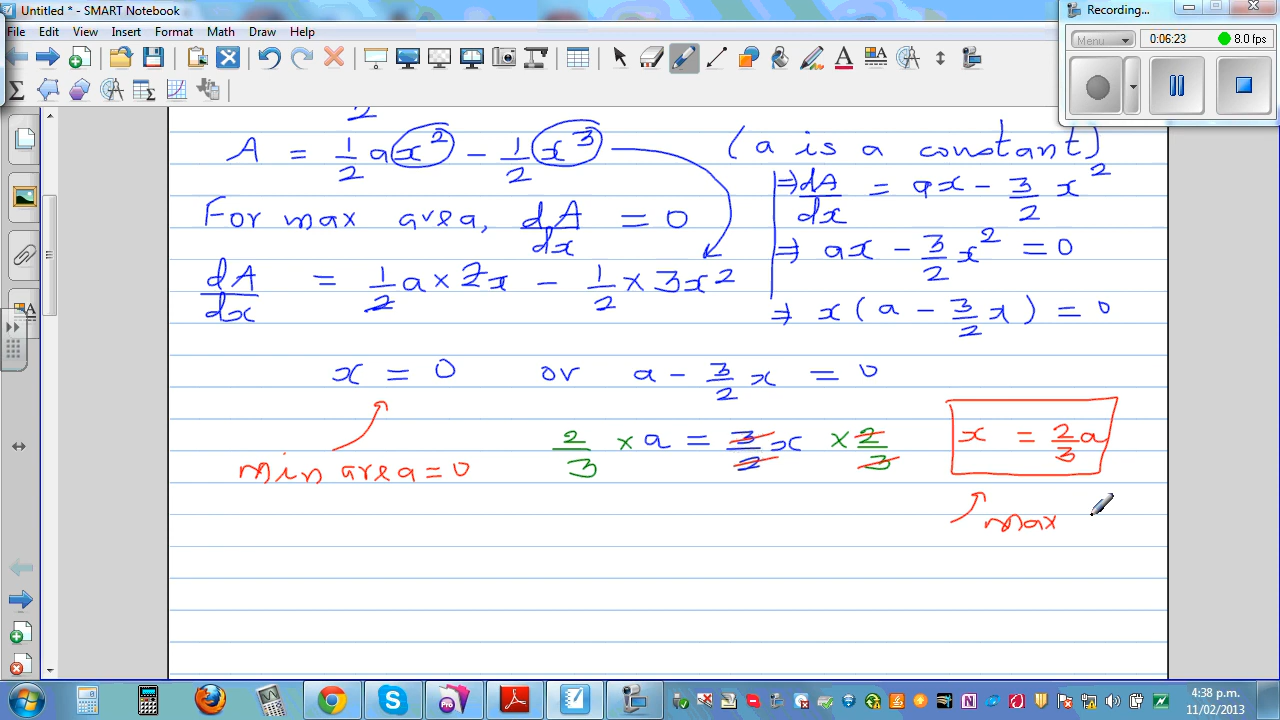 Untitled * - SMART Notebook
File Edit View Insert Format Math Draw Help
Recording...
Menu 0:06:23 8.0 fps
2
A = 1/2 a x² - 1/2 x³ (a is a constant)
⇒ dA/dx = ax - 3/2 x²
For max area, dA/dx = 0
⇒ ax - 3/2 x² = 0
dA/dx = 1/2 a × 2x - 1/2 × 3x²
⇒ x(a - 3/2 x) = 0
x = 0 or a - 3/2 x = 0
2/3 × a = 3/2 x × 2/3
x = 2/3 a
min area = 0
max
4:38 p.m.
11/02/2013